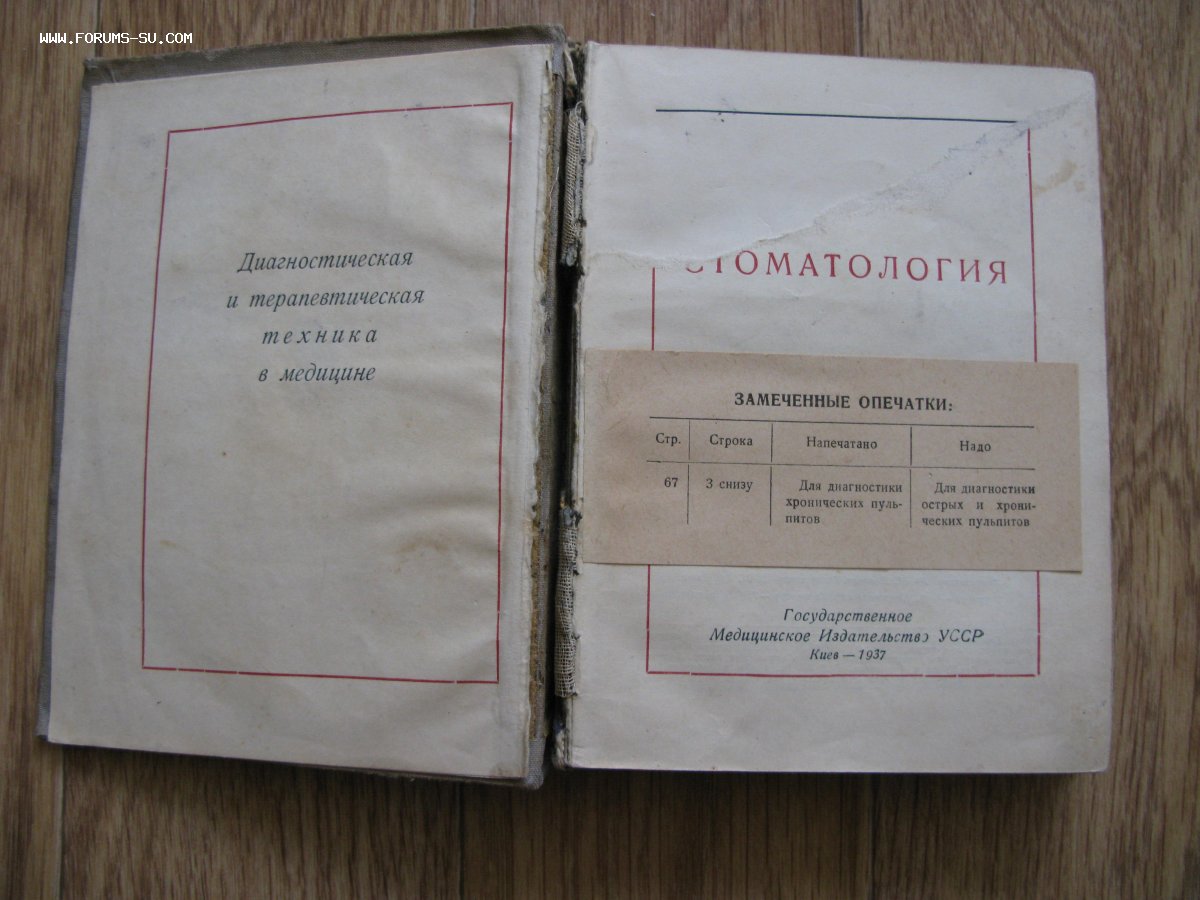 www.forums-su.com
Диагностическая
и терапевтическая
техника
в медицине
СТОМАТОЛОГИЯ
ЗАМЕЧЕННЫЕ ОПЕЧАТКИ:
Стр. Строка Напечатано Надо
67 3 снизу Для диагностики Для диагностики
хронических пуль- острых и хрони-
питов ческих пульпитов
Государственное
Медицинское Издательство УССР
Киев — 1937